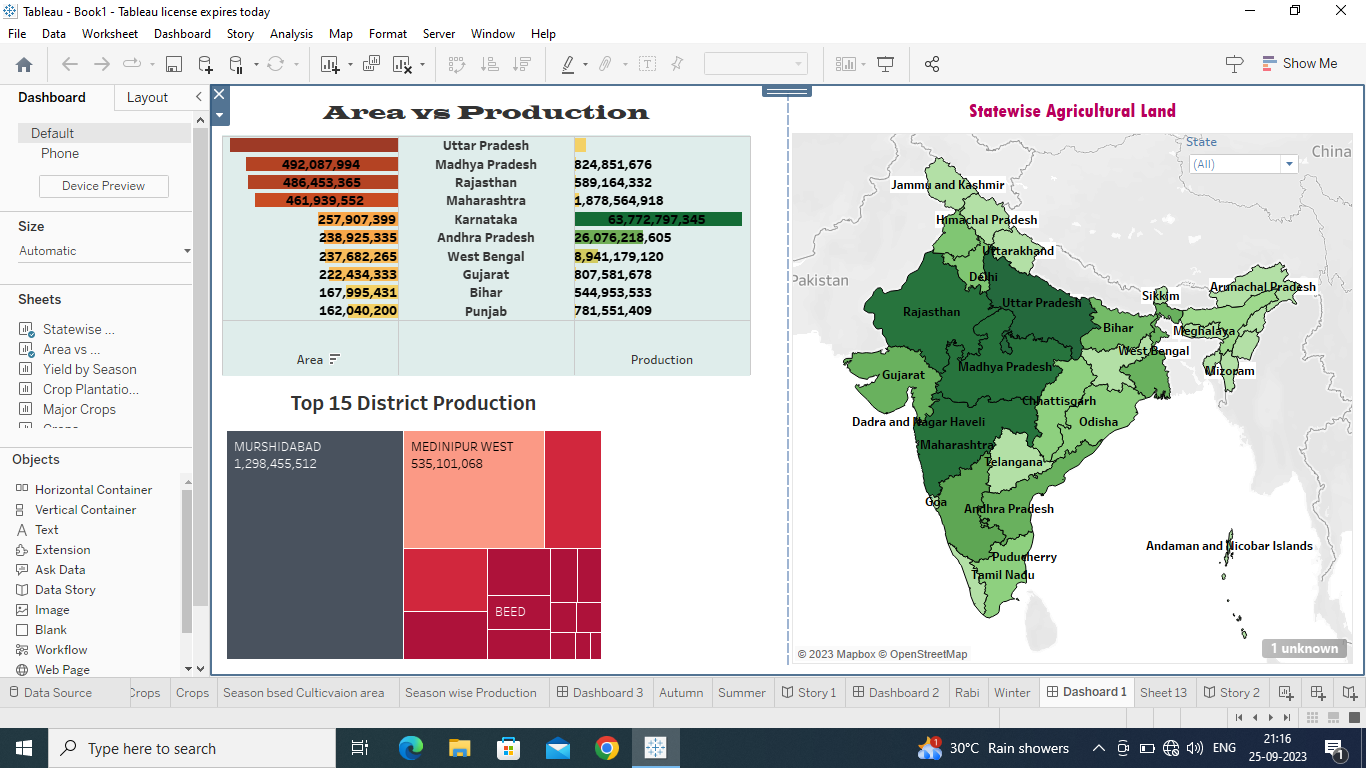 Tableau - Book1 - Tableau license expires today
File Data Worksheet Dashboard Story Analysis Map Format Server Window Help
Show Me
Dashboard Layout
Default
Phone
Device Preview
Size
Automatic
Sheets
Statewise ...
Area vs ...
Yield by Season
Crop Plantatio...
Major Crops
Objects
Horizontal Container
Vertical Container
Text
Extension
Ask Data
Data Story
Image
Blank
Workflow
Web Page
Area vs Production
Uttar Pradesh
492,087,994 Madhya Pradesh 824,851,676
486,453,365 Rajasthan 589,164,332
461,939,552 Maharashtra 1,878,564,918
257,907,399 Karnataka 63,772,797,345
238,925,335 Andhra Pradesh 26,076,218,605
237,682,265 West Bengal 8,941,179,120
222,434,333 Gujarat 807,581,678
167,995,431 Bihar 544,953,533
162,040,200 Punjab 781,551,409
Area Production
Top 15 District Production
MURSHIDABAD
1,298,455,512
MEDINIPUR WEST
535,101,068
BEED
Statewise Agricultural Land
State
(All)
China
Pakistan
Jammu and Kashmir
Himachal Pradesh
Uttarakhand
Delhi
Arunachal Pradesh
Sikkim
Uttar Pradesh
Rajasthan
Bihar
Meghalaya
West Bengal
Madhya Pradesh
Mizoram
Gujarat
Chhattisgarh
Dadra and Nagar Haveli
Odisha
Maharashtra
Telangana
Goa
Andhra Pradesh
Andaman and Nicobar Islands
Puducherry
Tamil Nadu
© 2023 Mapbox © OpenStreetMap
1 unknown
Data Source Crops Crops Season bsed Culticvaion area Season wise Production Dashboard 3 Autumn Summer Story 1 Dashboard 2 Rabi Winter Dashoard 1 Sheet 13 Story 2
Type here to search
30°C Rain showers
ENG
21:16
25-09-2023
1
1